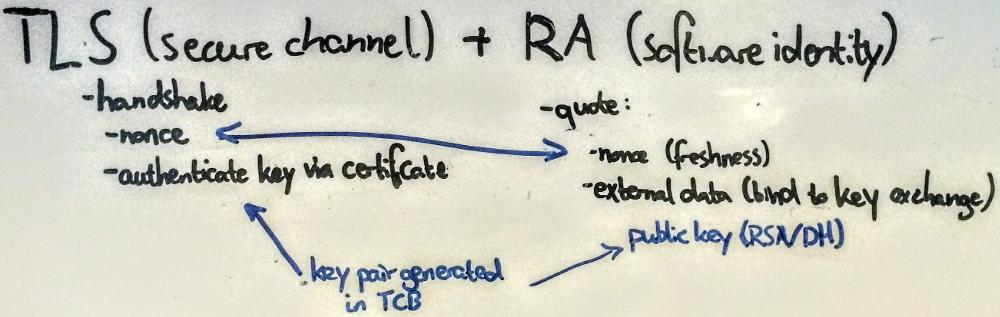 TLS (secure channel) + RA (software identity)
-handshake
-nonce
-authenticate key via certifcate
-quote:
-nonce (freshness)
-external data (bind to key exchange)
public key (RSA/DH)
key pair generated
in TCB